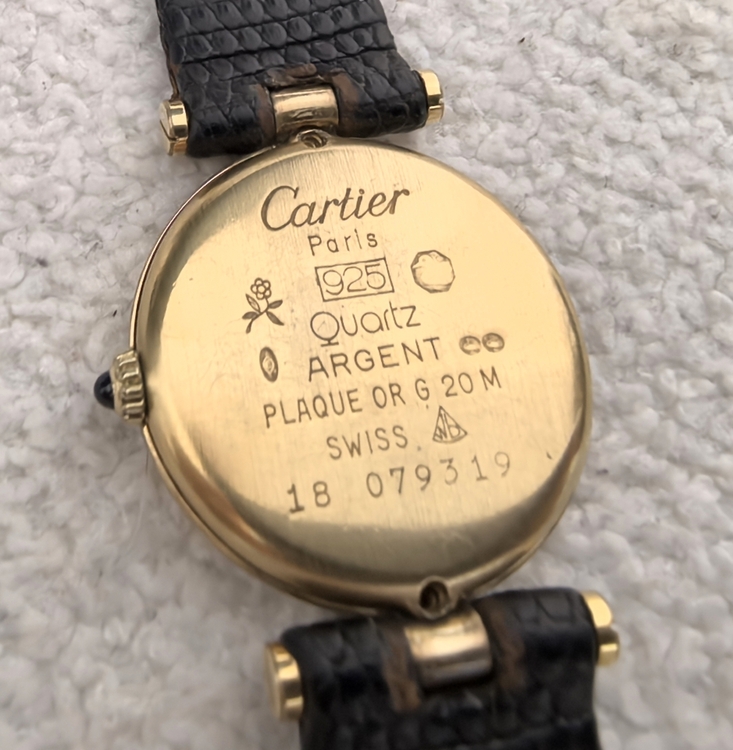 Cartier
Paris
925
Quartz
ARGENT
PLAQUE OR G 20 M
SWISS
18 079319